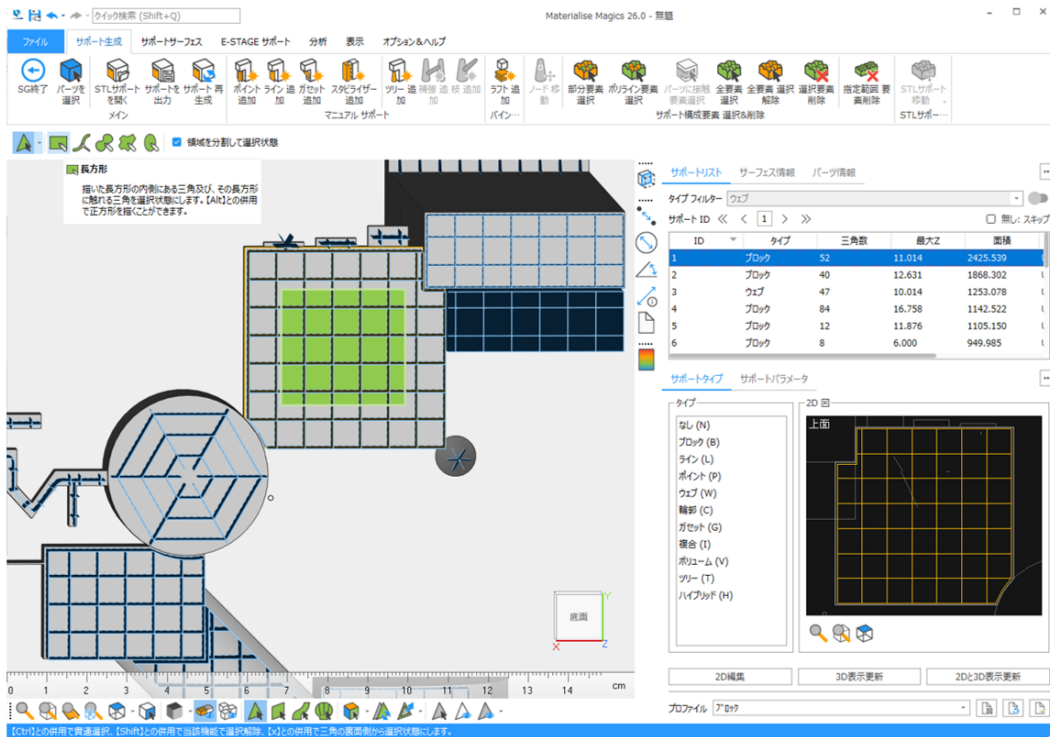 クイック検索 (Shift+Q)
Materialise Magics 26.0 - 無題
ファイル サポート生成 サポートサーフェス E-STAGE サポート 分析 表示 オプション&ヘルプ
SG終了 パーツを選択 STLサポートを開く サポートを出力 サポート 再生成 ポイント 追加 ライン 追加 ガセット 追加 スタビライザー 追加 ツリー 追加 補強 追加 枝 追加 ラフト 追加 ノード 移動 部分要素 選択 ポリライン要素 選択 パーツに接触 要素選択 全要素 選択 全要素 選択解除 選択要素 削除 指定範囲 要素削除 STLサポート 移動
メイン マニュアル サポート バイン… サポート構成要素 選択&削除 STLサポー…
領域を分割して選択状態
長方形
描いた長方形の内側にある三角及び、その長方形
に触れる三角を選択状態にします。【Alt】との併用
で正方形を描くことができます。
サポートリスト サーフェス情報 パーツ情報
タイプ フィルター ウェブ
サポート ID 1 無し: スキップ
ID タイプ 三角数 最大Z 面積
1 ブロック 52 11.014 2425.539
2 ブロック 40 12.631 1868.302
3 ウェブ 47 10.014 1253.078
4 ブロック 84 16.758 1142.522
5 ブロック 12 11.876 1105.150
6 ブロック 8 6.000 949.985
サポートタイプ サポートパラメータ
タイプ
なし (N)
ブロック (B)
ライン (L)
ポイント (P)
ウェブ (W)
輪郭 (C)
ガセット (G)
複合 (I)
ボリューム (V)
ツリー (T)
ハイブリッド (H)
2D 図
上面
底面
Y
X
Z
2D編集 3D表示更新 2Dと3D表示更新
プロファイル ブロック
0 1 2 3 4 5 6 7 8 9 10 11 12 13 14 cm
【Ctrl】との併用で貫通選択、【Shift】との併用で当該機能で選択解除、【x】との併用で三角の裏面側から選択状態にします。